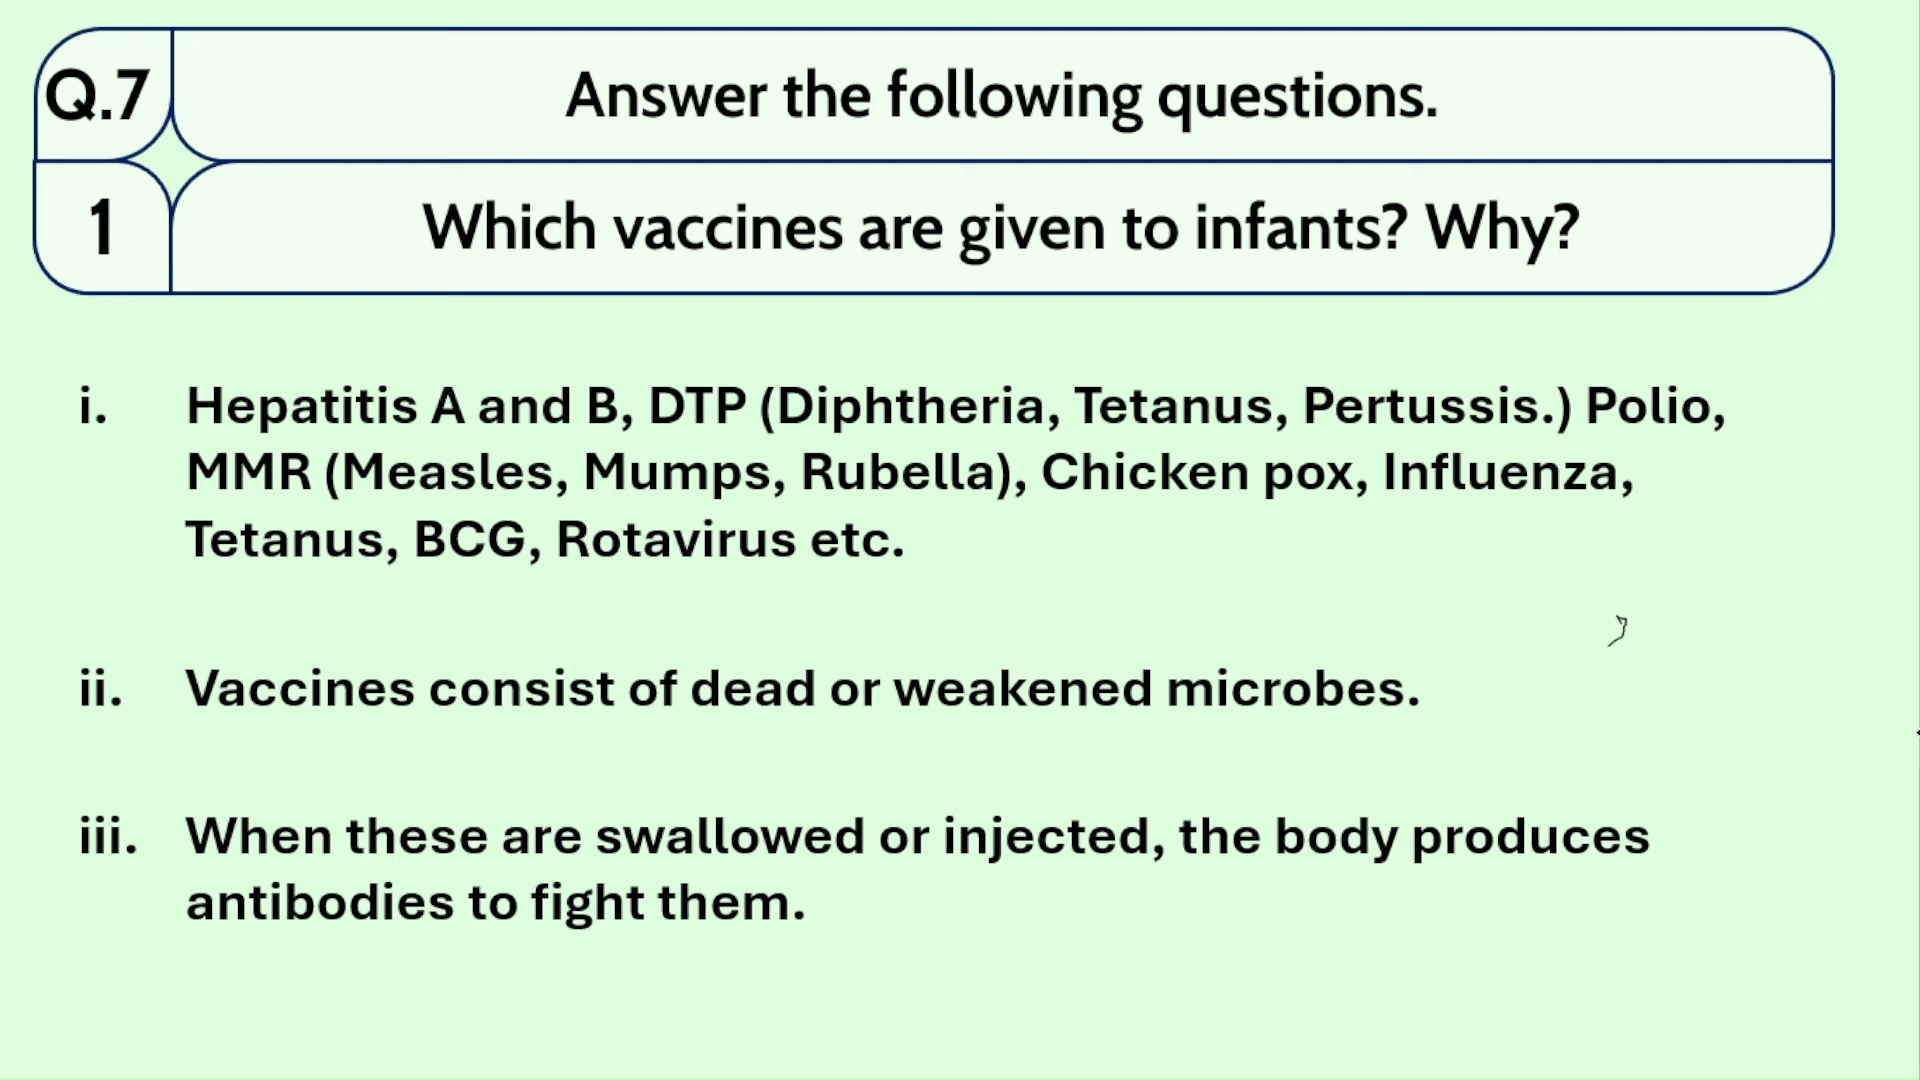 Q.7 Answer the following questions.
1 Which vaccines are given to infants? Why?
i. Hepatitis A and B, DTP (Diphtheria, Tetanus, Pertussis.) Polio,
MMR (Measles, Mumps, Rubella), Chicken pox, Influenza,
Tetanus, BCG, Rotavirus etc.
ii. Vaccines consist of dead or weakened microbes.
iii. When these are swallowed or injected, the body produces
antibodies to fight them.